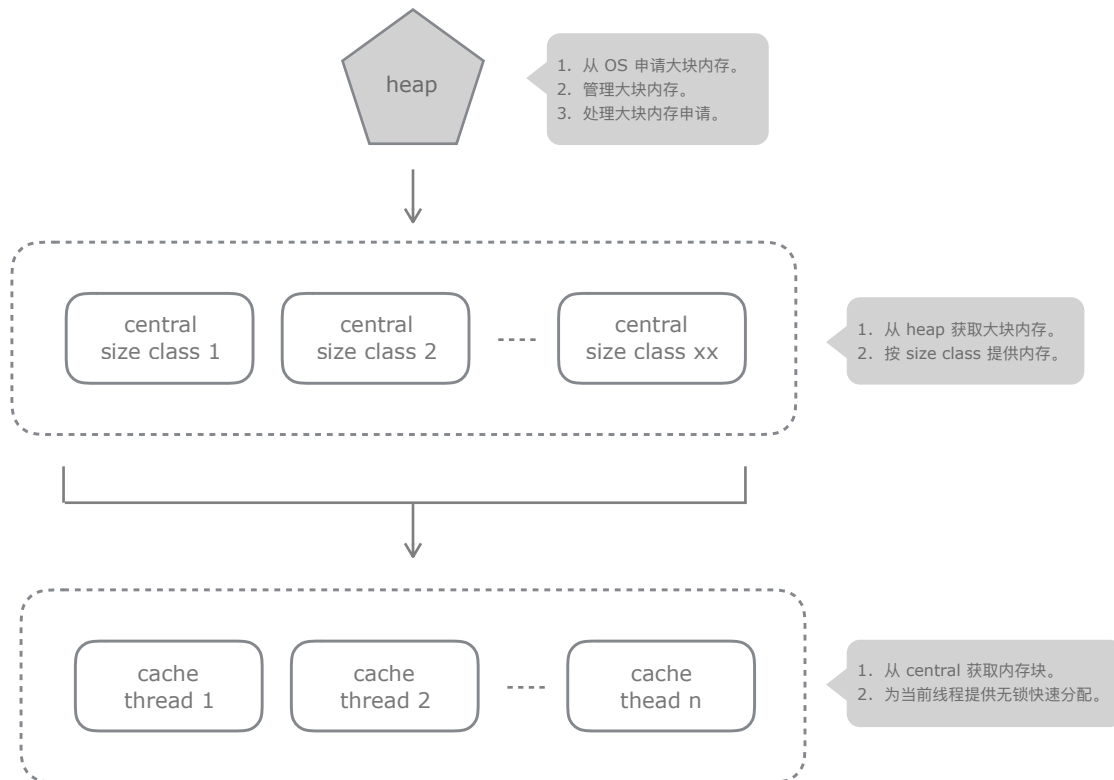 heap
1. 从 OS 申请大块内存。
2. 管理大块内存。
3. 处理大块内存申请。
central
size class 1
central
size class 2
central
size class xx
1. 从 heap 获取大块内存。
2. 按 size class 提供内存。
cache
thread 1
cache
thread 2
cache
thead n
1. 从 central 获取内存块。
2. 为当前线程提供无锁快速分配。